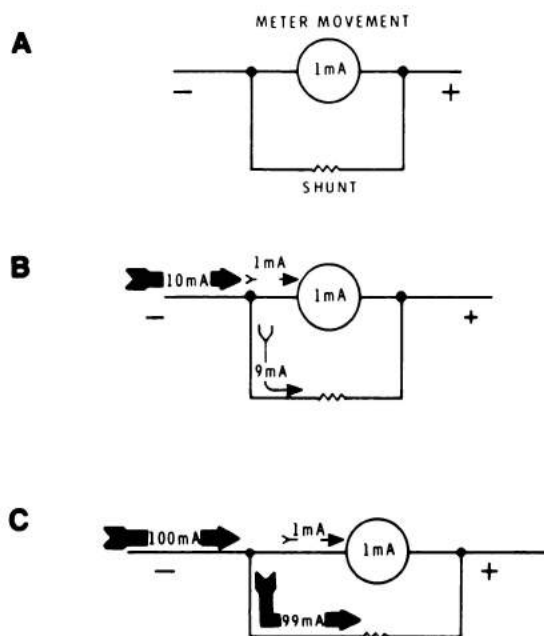 METER MOVEMENT
A
1mA
− +
SHUNT
B
1mA
10mA
1mA
− +
9mA
C
100mA
1mA
1mA
− +
99mA